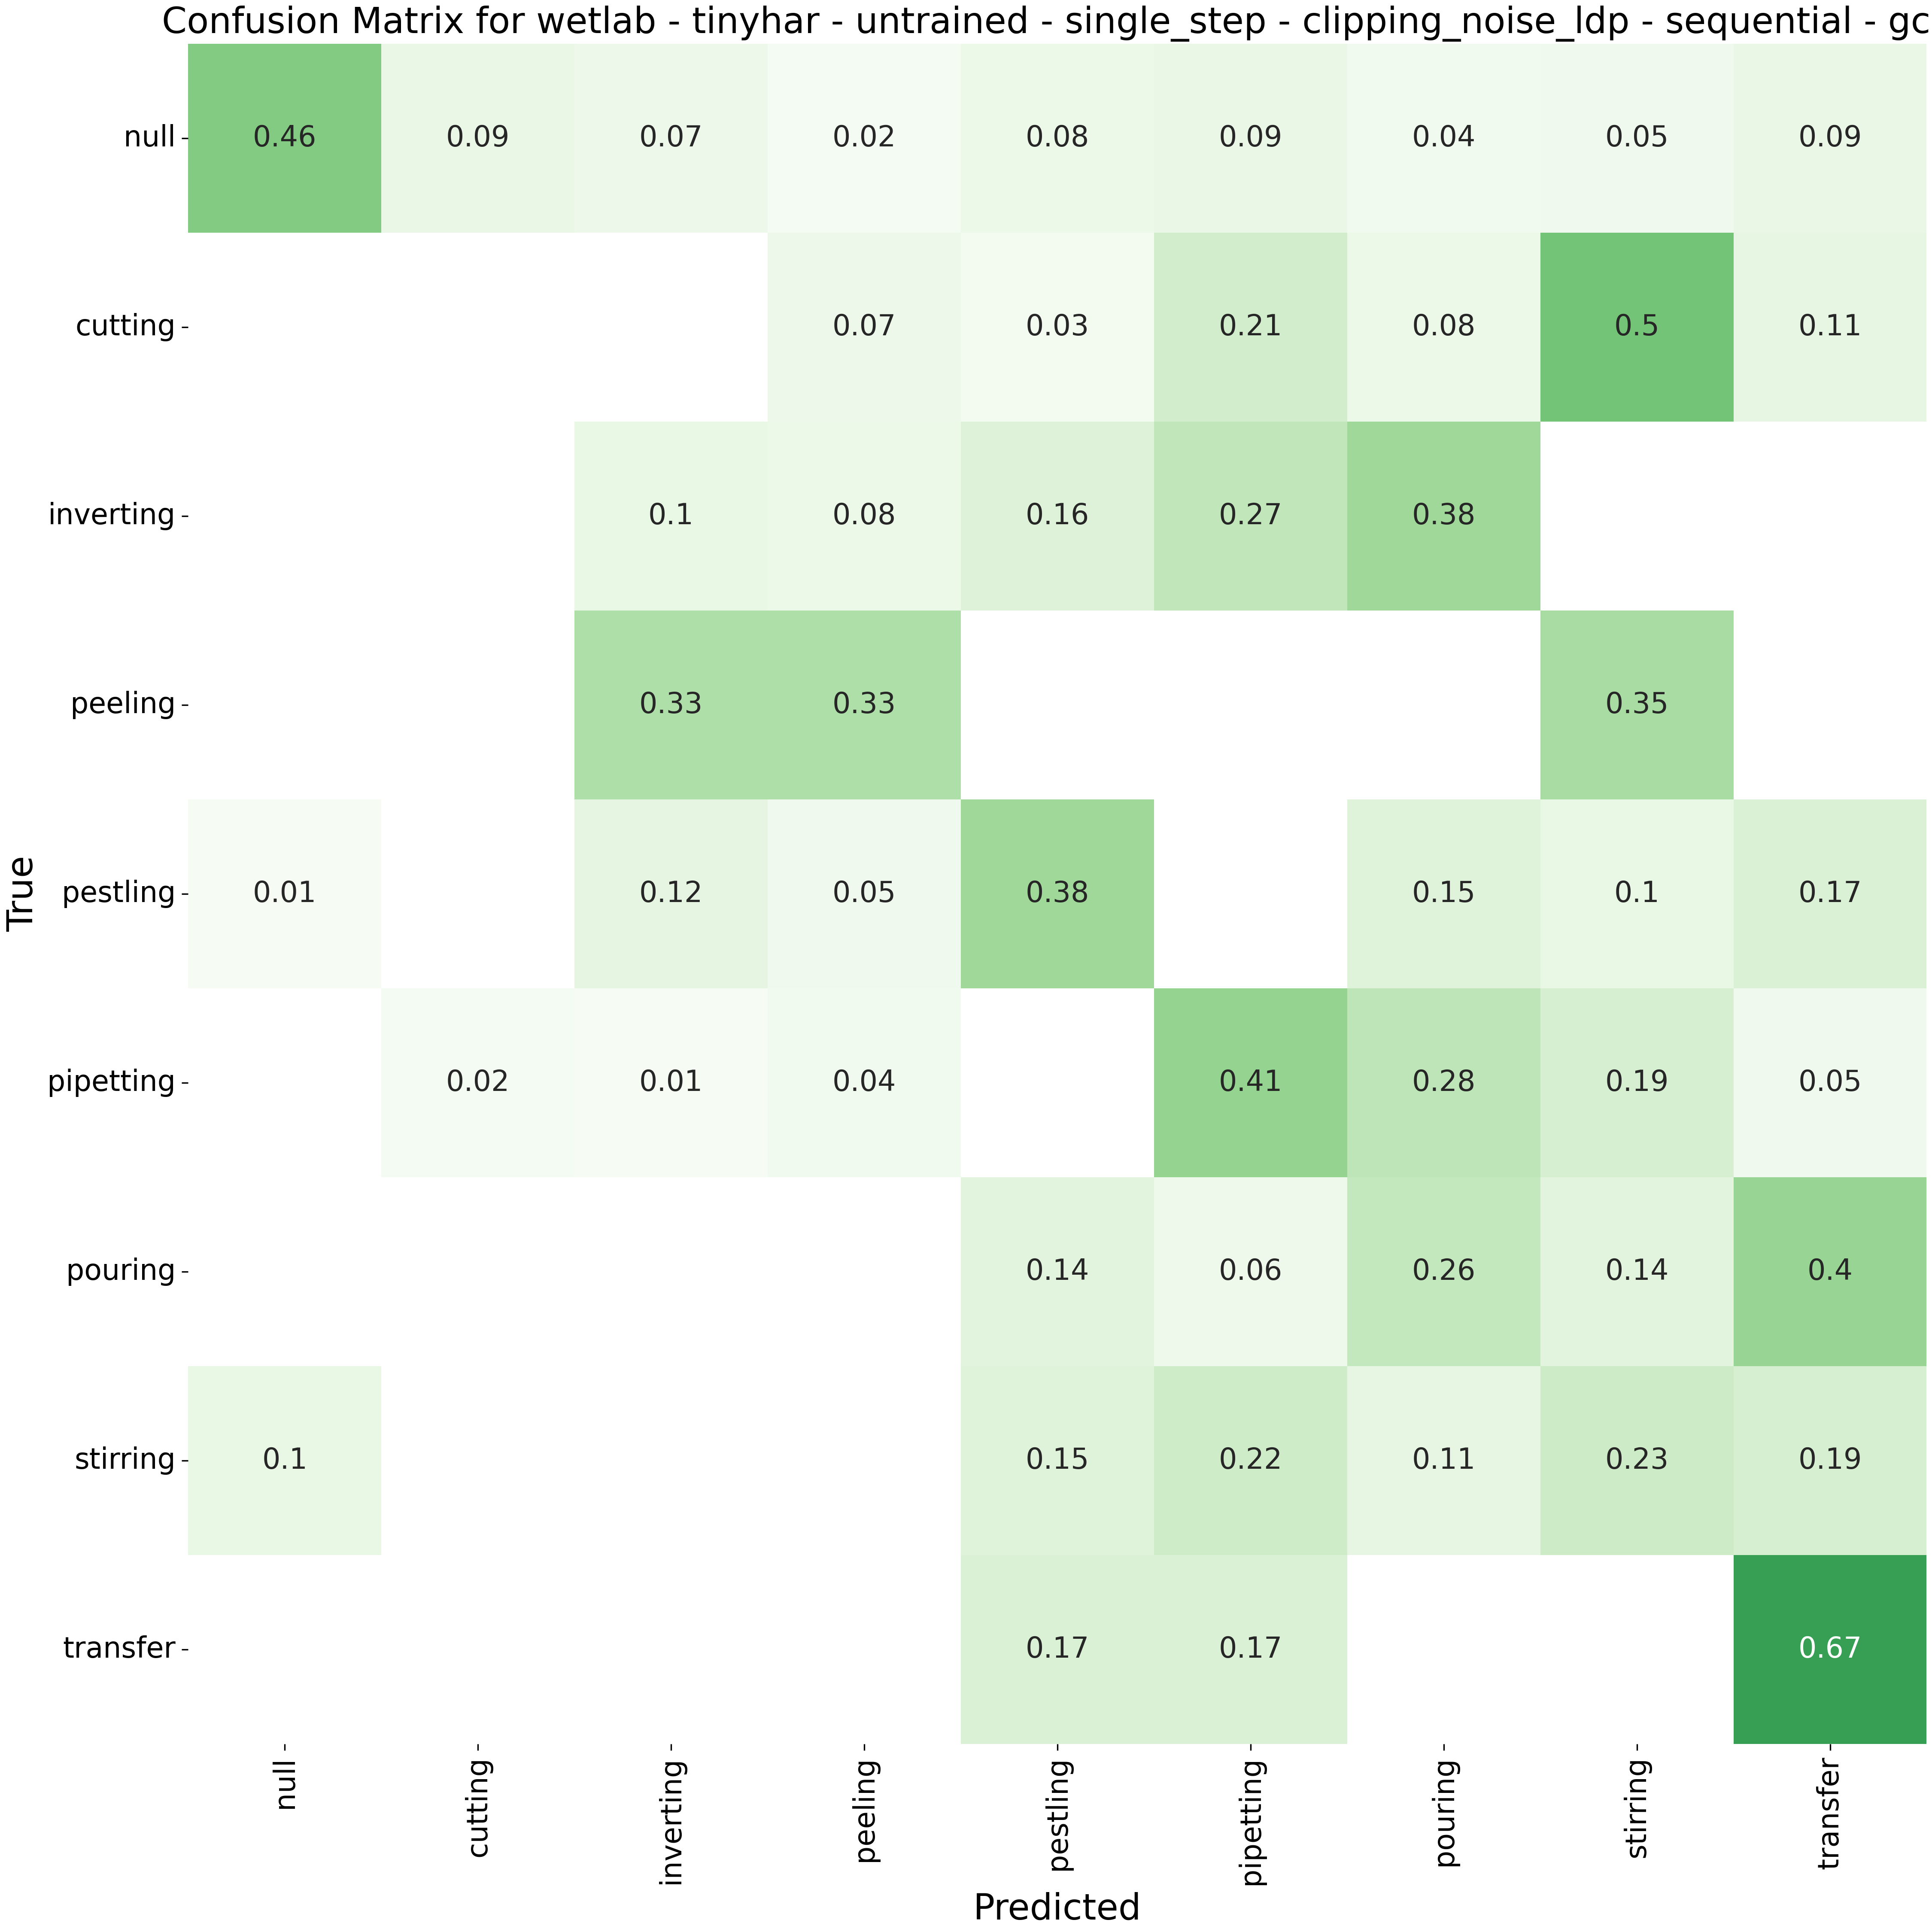 Confusion Matrix for wetlab - tinyhar - untrained - single_step - clipping_noise_ldp - sequential - gc
null 0.46 0.09 0.07 0.02 0.08 0.09 0.04 0.05 0.09
cutting 0.07 0.03 0.21 0.08 0.5 0.11
inverting 0.1 0.08 0.16 0.27 0.38
peeling 0.33 0.33 0.35
True
pestling 0.01 0.12 0.05 0.38 0.15 0.1 0.17
pipetting 0.02 0.01 0.04 0.41 0.28 0.19 0.05
pouring 0.14 0.06 0.26 0.14 0.4
stirring 0.1 0.15 0.22 0.11 0.23 0.19
transfer 0.17 0.17 0.67
null cutting inverting peeling pestling pipetting pouring stirring transfer
Predicted